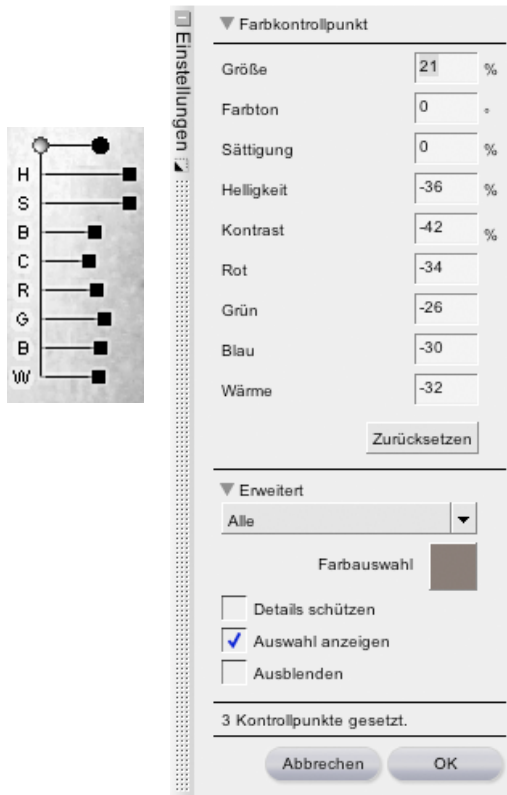 H
S
B
C
R
G
B
W
Einstellungen
Farbkontrollpunkt
Größe 21 %
Farbton 0 °
Sättigung 0 %
Helligkeit -36 %
Kontrast -42 %
Rot -34
Grün -26
Blau -30
Wärme -32
Zurücksetzen
Erweitert
Alle
Farbauswahl
Details schützen
Auswahl anzeigen
Ausblenden
3 Kontrollpunkte gesetzt.
Abbrechen OK